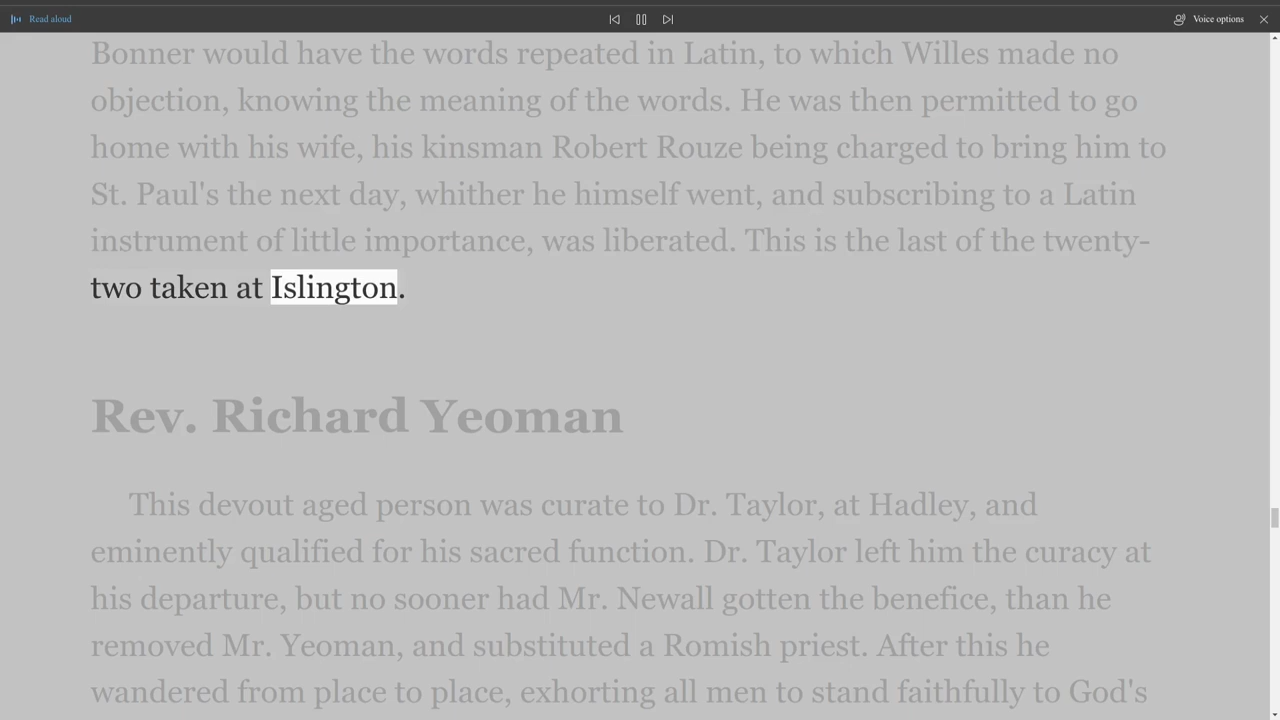 Read aloud
Voice options
Bonner would have the words repeated in Latin, to which Willes made no
objection, knowing the meaning of the words. He was then permitted to go
home with his wife, his kinsman Robert Rouze being charged to bring him to
St. Paul's the next day, whither he himself went, and subscribing to a Latin
instrument of little importance, was liberated. This is the last of the twenty-
two taken at Islington.
Rev. Richard Yeoman
This devout aged person was curate to Dr. Taylor, at Hadley, and
eminently qualified for his sacred function. Dr. Taylor left him the curacy at
his departure, but no sooner had Mr. Newall gotten the benefice, than he
removed Mr. Yeoman, and substituted a Romish priest. After this he
wandered from place to place, exhorting all men to stand faithfully to God's